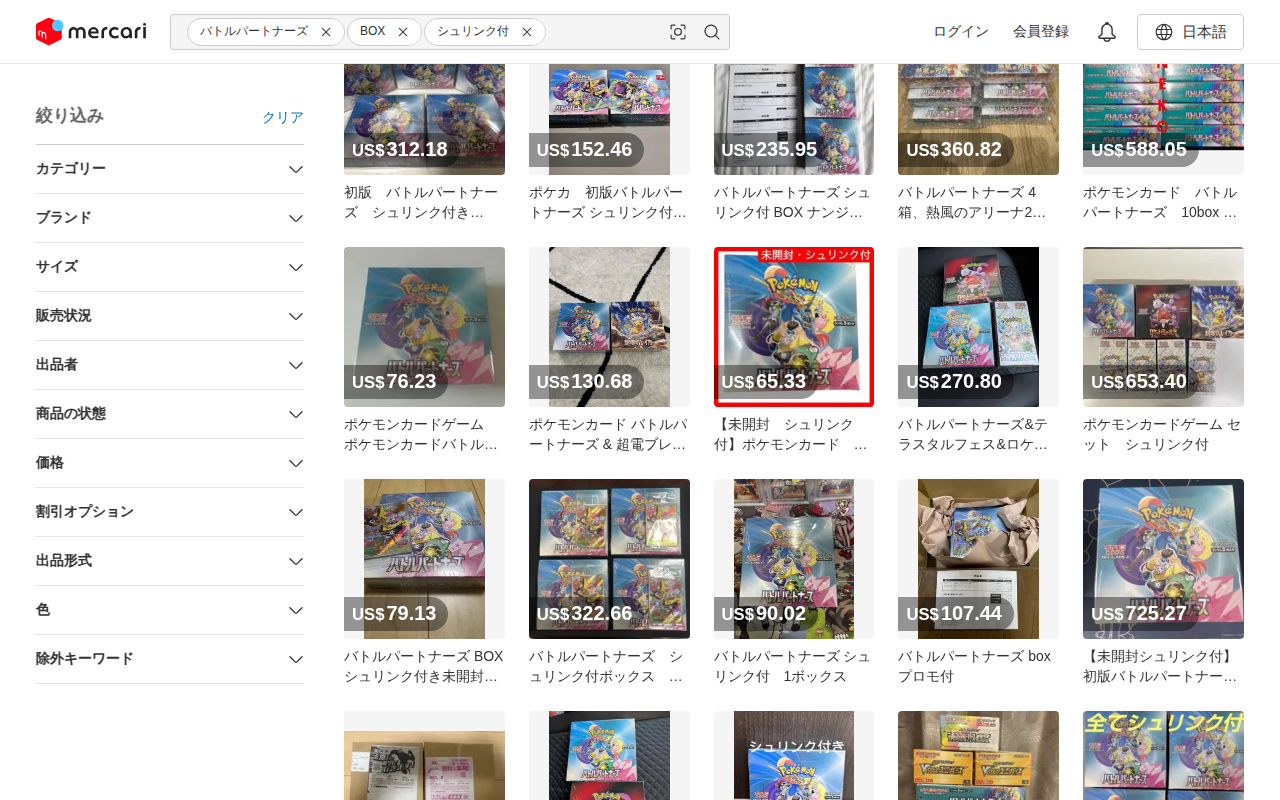 mercari
バトルパートナーズ
BOX
シュリンク付
ログイン
会員登録
日本語
絞り込み
クリア
カテゴリー
ブランド
サイズ
販売状況
出品者
商品の状態
価格
割引オプション
出品形式
色
除外キーワード
US$312.18
初版　バトルパートナー
ズ　シュリンク付き…
US$152.46
ポケカ　初版バトルパー
トナーズ シュリンク付…
US$235.95
バトルパートナーズ シュ
リンク付 BOX ナンジ…
US$360.82
バトルパートナーズ 4
箱、熱風のアリーナ2…
N
E
K
O
US$588.05
ポケモンカード　バトル
パートナーズ　10box …
US$76.23
ポケモンカードゲーム
ポケモンカードバトル…
US$130.68
ポケモンカード バトルパ
ートナーズ & 超電ブレ…
未開封・シュリンク付
Pokémon
バトルパートナーズ
US$65.33
【未開封　シュリンク
付】ポケモンカード　…
US$270.80
バトルパートナーズ&テ
ラスタルフェス&ロケ…
US$653.40
ポケモンカードゲーム セ
ット　シュリンク付
US$79.13
バトルパートナーズ BOX
シュリンク付き未開封…
US$322.66
バトルパートナーズ　シ
ュリンク付ボックス　…
US$90.02
バトルパートナーズ シュ
リンク付　1ボックス
US$107.44
バトルパートナーズ box
プロモ付
Pokémon
バトルパートナーズ
US$725.27
【未開封シュリンク付】
初版バトルパートナー…
シュリンク付き
全てシュリンク付